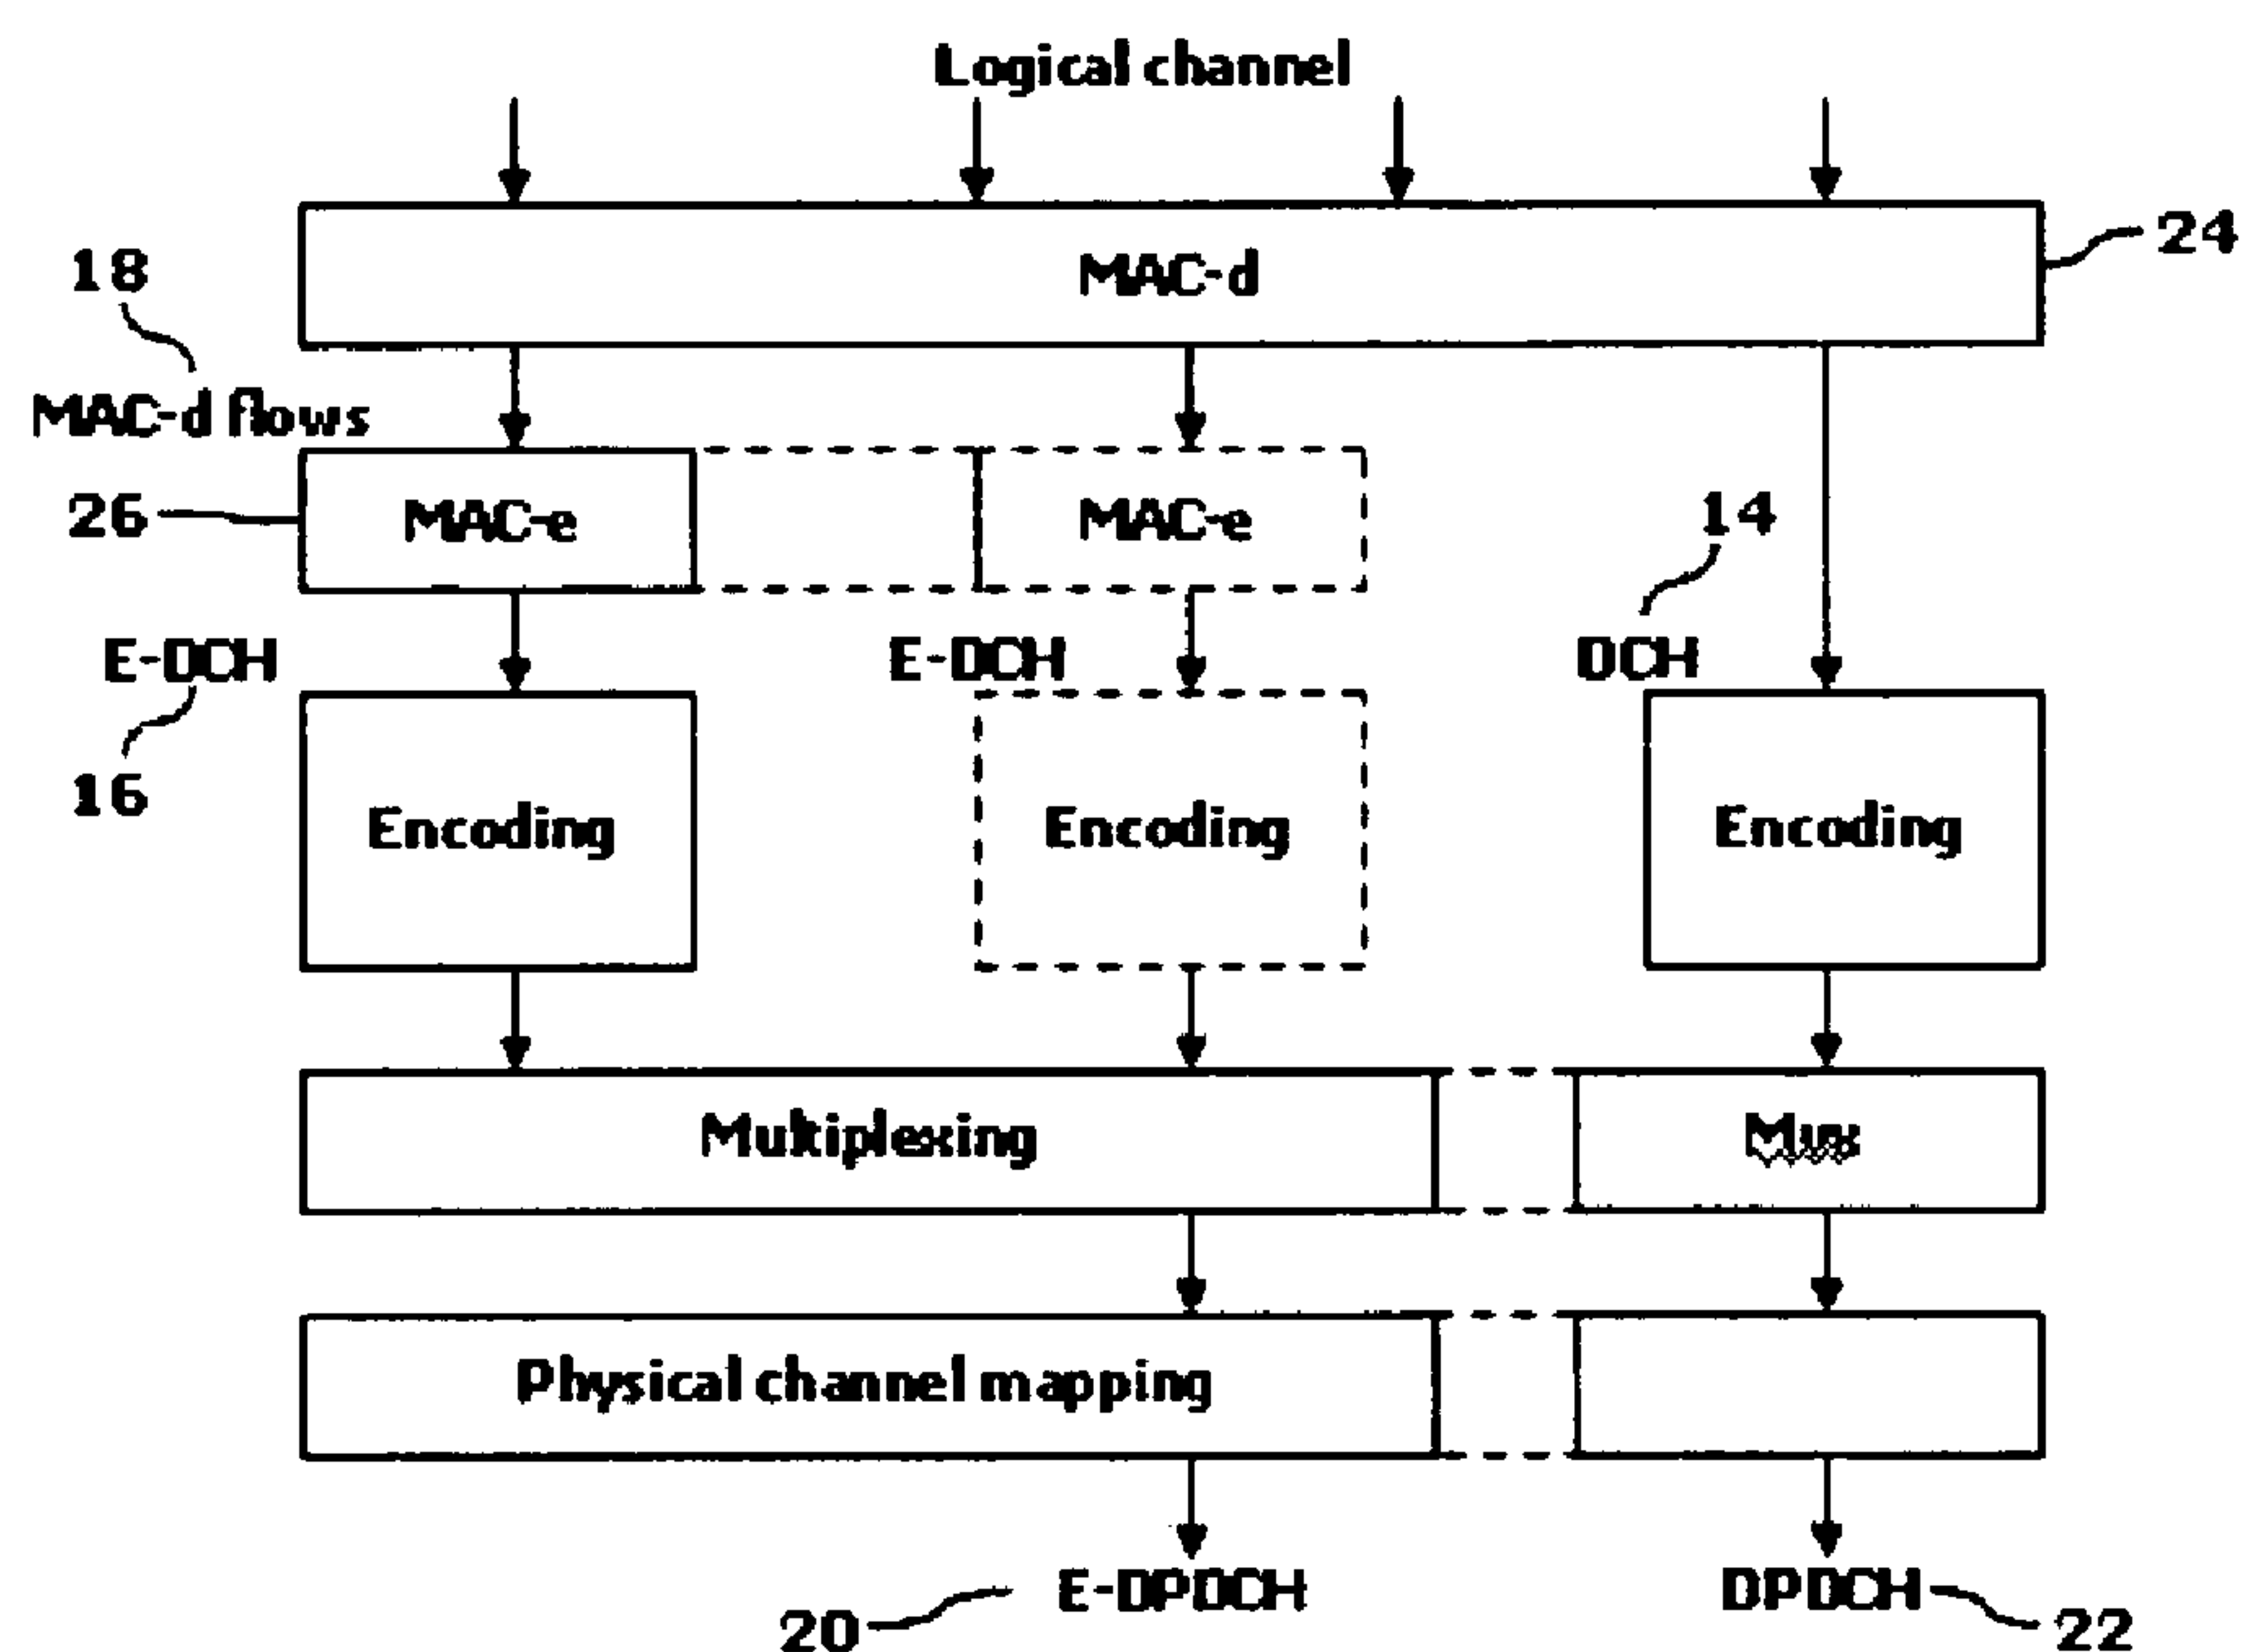 Logical channel
MAC-d
24
18
MAC-d flows
26
MAC-e
MAC-e
14
E-DCH
E-DCH
DCH
16
Encoding
Encoding
Encoding
Multiplexing
Mux
Physical channel mapping
E-DPDCH
DPDCH
20
22